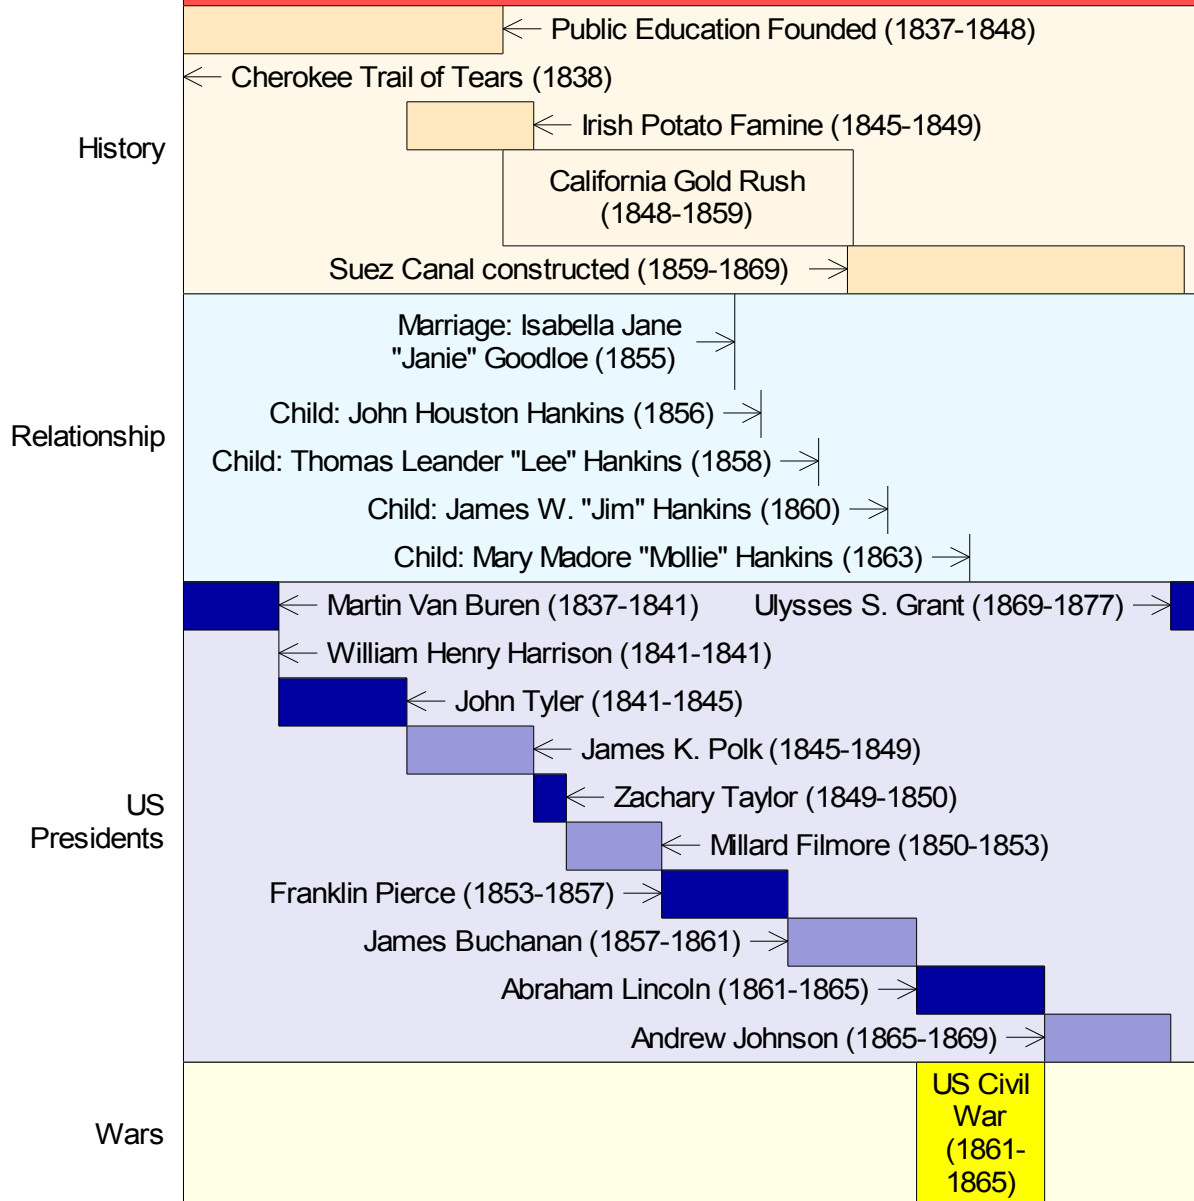 Public Education Founded (1837-1848)
Cherokee Trail of Tears (1838)
Irish Potato Famine (1845-1849)
History
California Gold Rush
(1848-1859)
Suez Canal constructed (1859-1869)
Marriage: Isabella Jane
"Janie" Goodloe (1855)
Child: John Houston Hankins (1856)
Relationship
Child: Thomas Leander "Lee" Hankins (1858)
Child: James W. "Jim" Hankins (1860)
Child: Mary Madore "Mollie" Hankins (1863)
Martin Van Buren (1837-1841) Ulysses S. Grant (1869-1877)
William Henry Harrison (1841-1841)
John Tyler (1841-1845)
James K. Polk (1845-1849)
US
Presidents
Zachary Taylor (1849-1850)
Millard Filmore (1850-1853)
Franklin Pierce (1853-1857)
James Buchanan (1857-1861)
Abraham Lincoln (1861-1865)
Andrew Johnson (1865-1869)
Wars
US Civil
War
(1861-
1865)